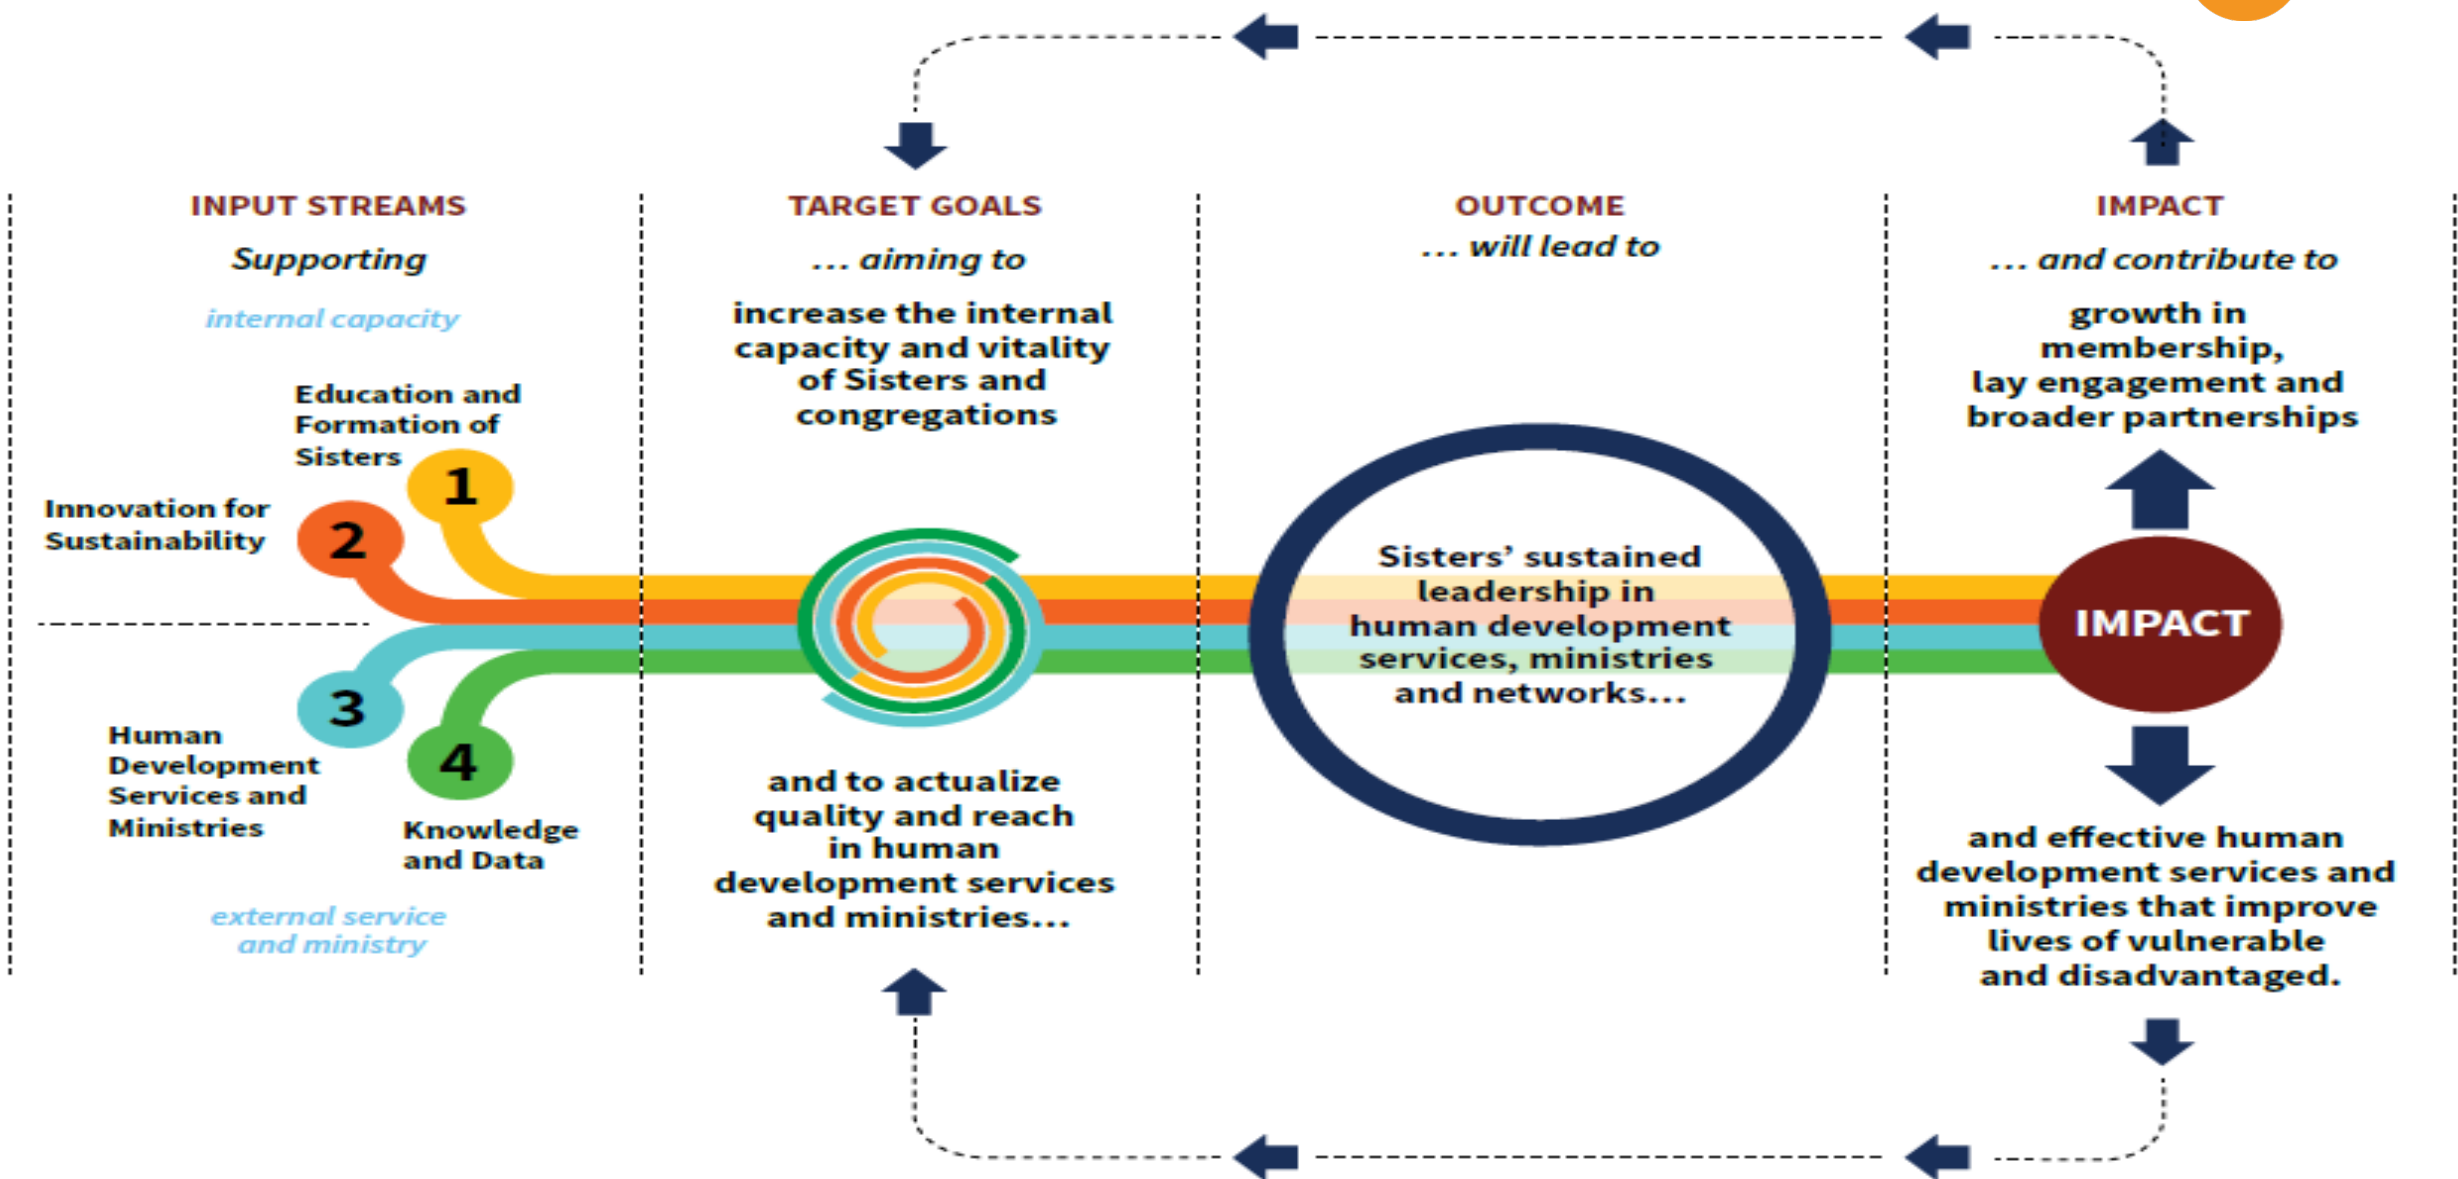 INPUT STREAMS
Supporting
internal capacity
Education and
Formation of
Sisters
1
Innovation for
Sustainability
2
3
Human
Development
Services and
Ministries
4
Knowledge
and Data
external service
and ministry
TARGET GOALS
... aiming to
increase the internal
capacity and vitality
of Sisters and
congregations
and to actualize
quality and reach
in human
development services
and ministries...
OUTCOME
... will lead to
Sisters’ sustained
leadership in
human development
services, ministries
and networks...
IMPACT
... and contribute to
growth in
membership,
lay engagement and
broader partnerships
IMPACT
and effective human
development services and
ministries that improve
lives of vulnerable
and disadvantaged.